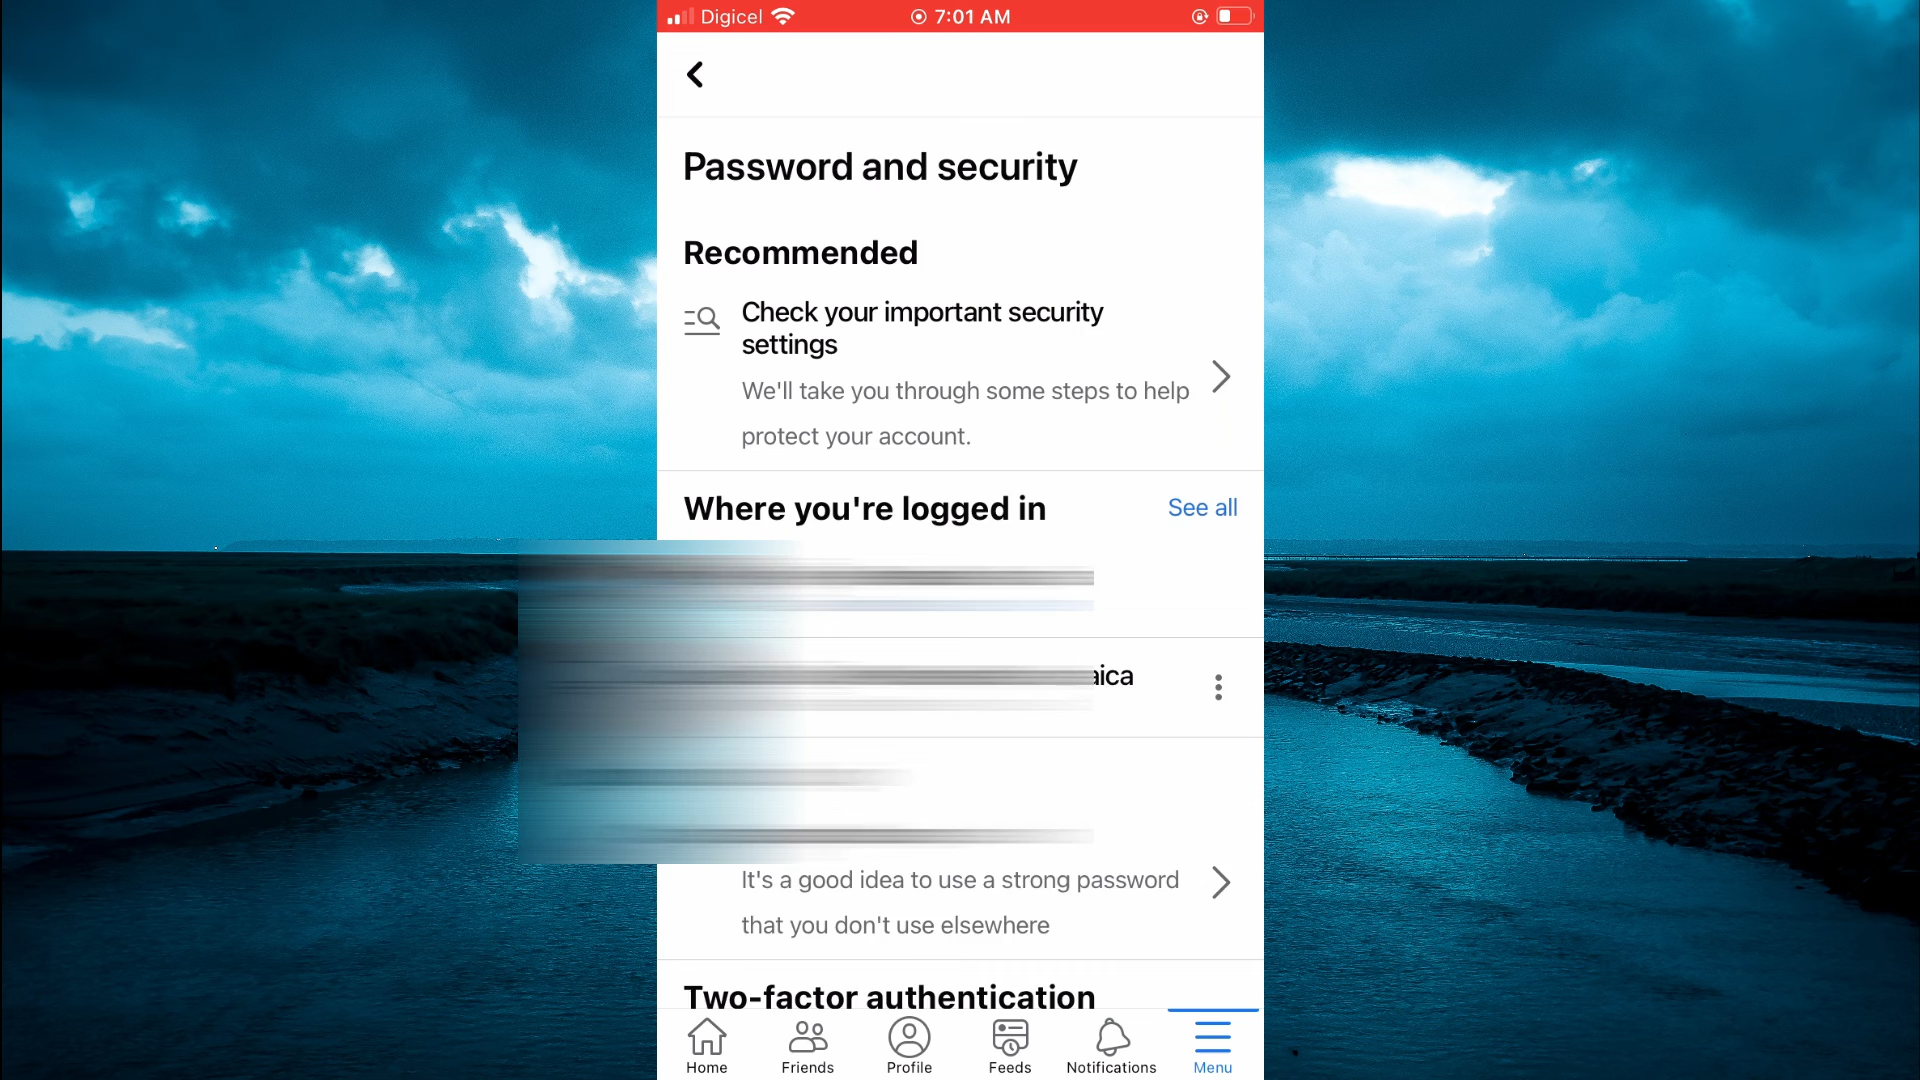 Digicel 7:01 AM
Password and security
Recommended
Check your important security
settings
We'll take you through some steps to help
protect your account.
Where you're logged in See all
aica
It's a good idea to use a strong password
that you don't use elsewhere
Two-factor authentication
Home Friends Profile Feeds Notifications Menu